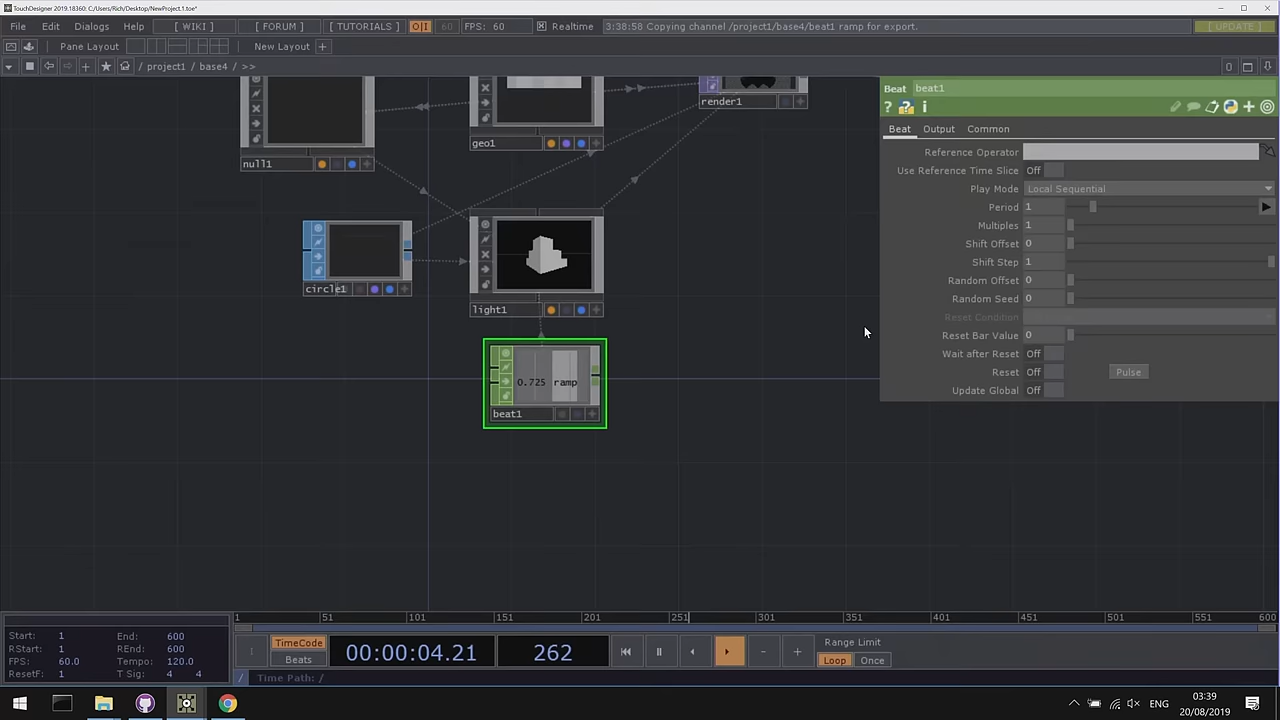 TouchDesigner 2019.18360: C:/Users/Rich/Desktop/NewProject.1.toe*
File Edit Dialogs Help [ WIKI ] [ FORUM ] [ TUTORIALS ] O|I 60 FPS: 60 Realtime 3:38:58 Copying channel /project1/base4/beat1 ramp for export. [ UPDATE ]
Pane Layout New Layout +
/ project1 / base4 / >> 0
render1
geo1
null1
circle1
light1
0.725 ramp
beat1
Beat beat1
? ? i
Beat Output Common
Reference Operator
Use Reference Time Slice Off
Play Mode Local Sequential
Period 1
Multiples 1
Shift Offset 0
Shift Step 1
Random Offset 0
Random Seed 0
Reset Condition
Reset Bar Value 0
Wait after Reset Off
Reset Off Pulse
Update Global Off
1 51 101 151 201 251 301 351 401 451 501 551 600
Start: 1 End: 600
RStart: 1 REnd: 600
FPS: 60.0 Tempo: 120.0
ResetF: 1 T Sig: 4 4
TimeCode
Beats
00:00:04.21
262
Range Limit
Loop Once
/ Time Path: /
ENG
03:39
20/08/2019